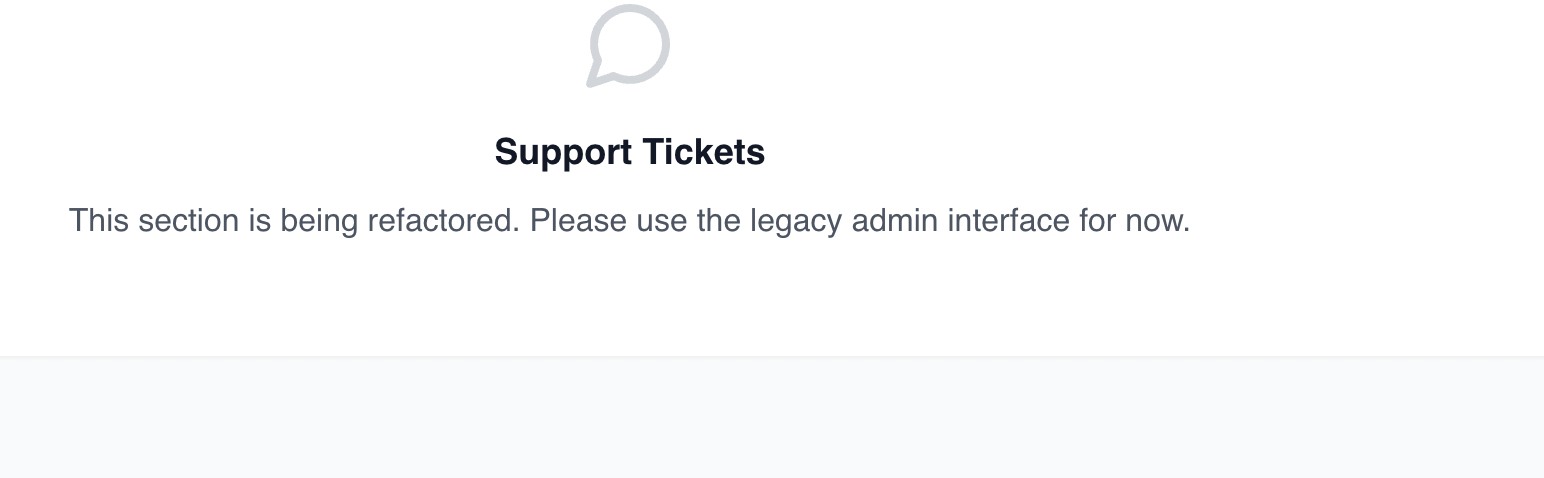 Support Tickets
This section is being refactored. Please use the legacy admin interface for now.